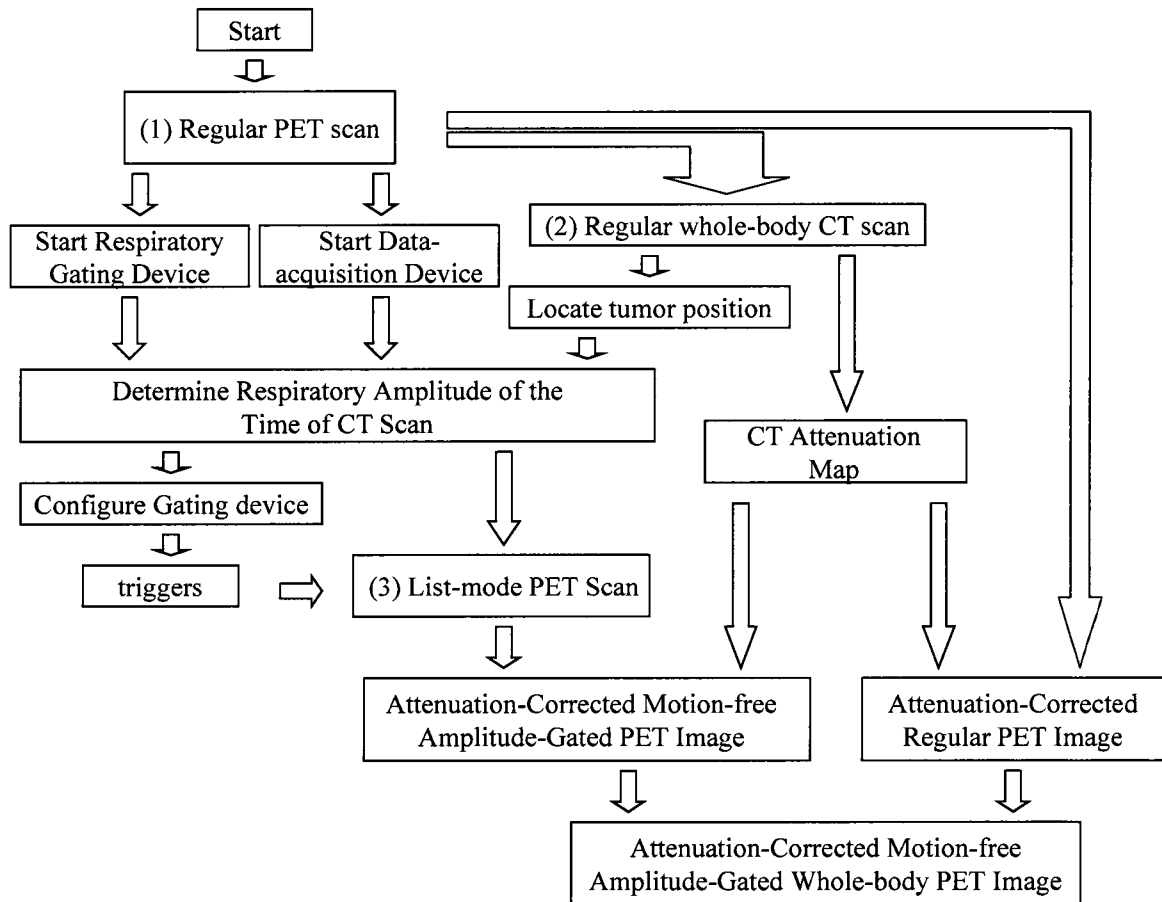 Start
(1) Regular PET scan
(2) Regular whole-body CT scan
Start Respiratory
Gating Device
Start Data-
acquisition Device
Locate tumor position
Determine Respiratory Amplitude of the
Time of CT Scan
CT Attenuation
Map
Configure Gating device
triggers
(3) List-mode PET Scan
Attenuation-Corrected Motion-free
Amplitude-Gated PET Image
Attenuation-Corrected
Regular PET Image
Attenuation-Corrected Motion-free
Amplitude-Gated Whole-body PET Image